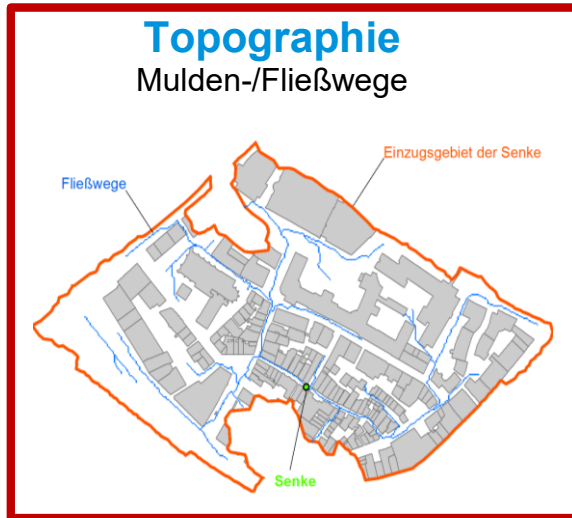 Topographie
Mulden-/Fließwege
Einzugsgebiet der Senke
Fließwege
Senke